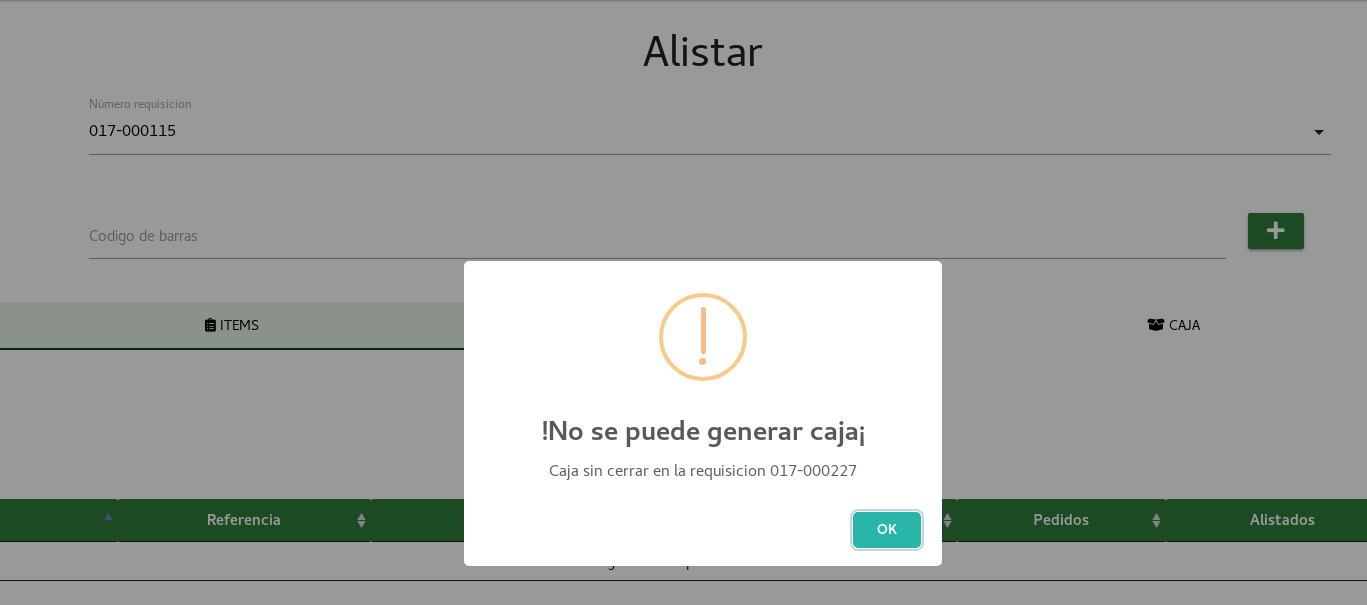 Alistar
Número requisicion
017-000115
Codigo de barras
ITEMS
CAJA
!No se puede generar caja¡
Caja sin cerrar en la requisicion 017-000227
OK
Referencia
Pedidos
Alistados